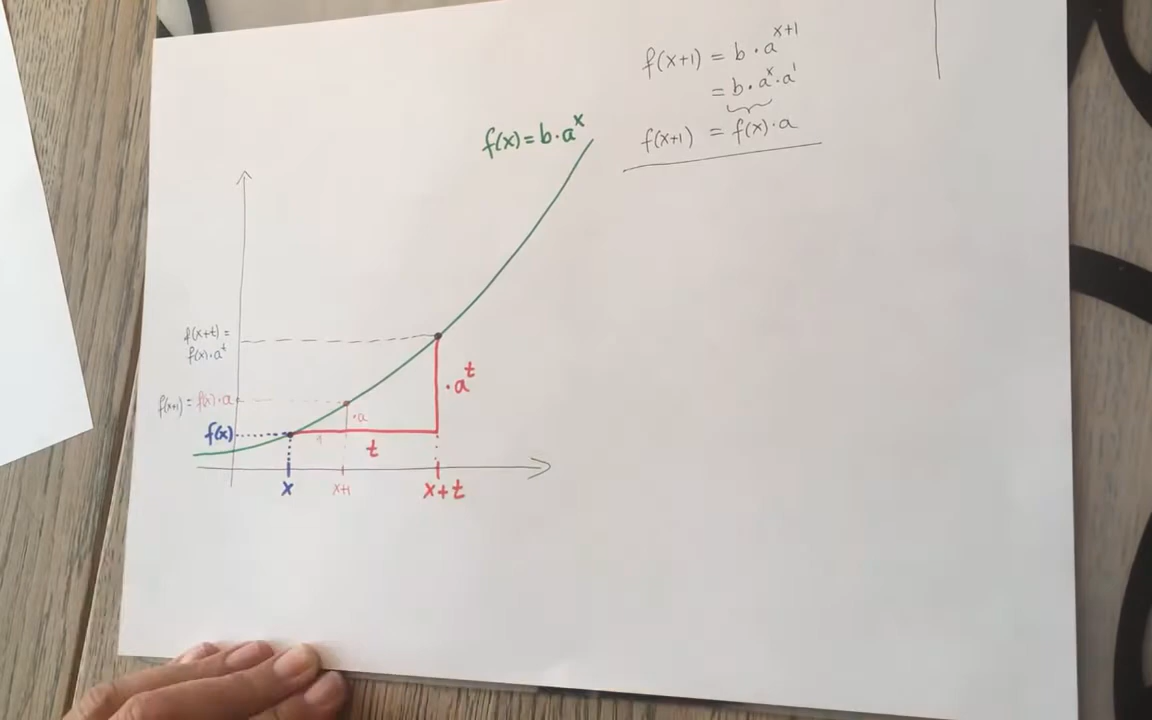 f(x+1) = b · a^x+1
= b · a^x · a^1
f(x+1) = f(x) · a
f(x) = b · a^x
f(x+t) =
f(x) · a^t
· a^t
f(x+1) = f(x) · a
· a
f(x)
1
t
x
x+1
x+t